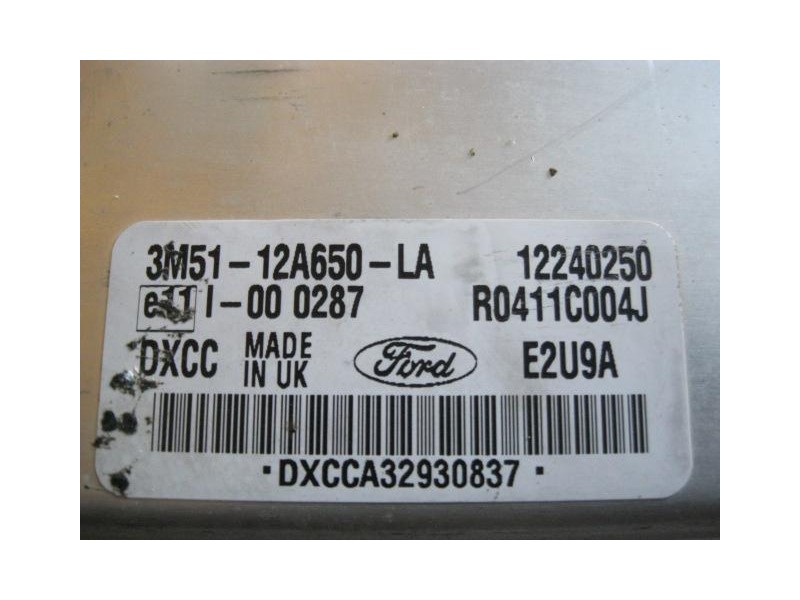 3M51-12A650-LA 12240250
e11 I-00 0287 R0411C004J
DXCC MADE IN UK Ford E2U9A
·DXCCA32930837·